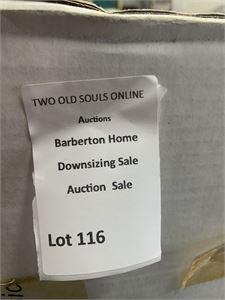 TWO OLD SOULS ONLINE
Auctions
Barberton Home
Downsizing Sale
Auction Sale
Lot 116